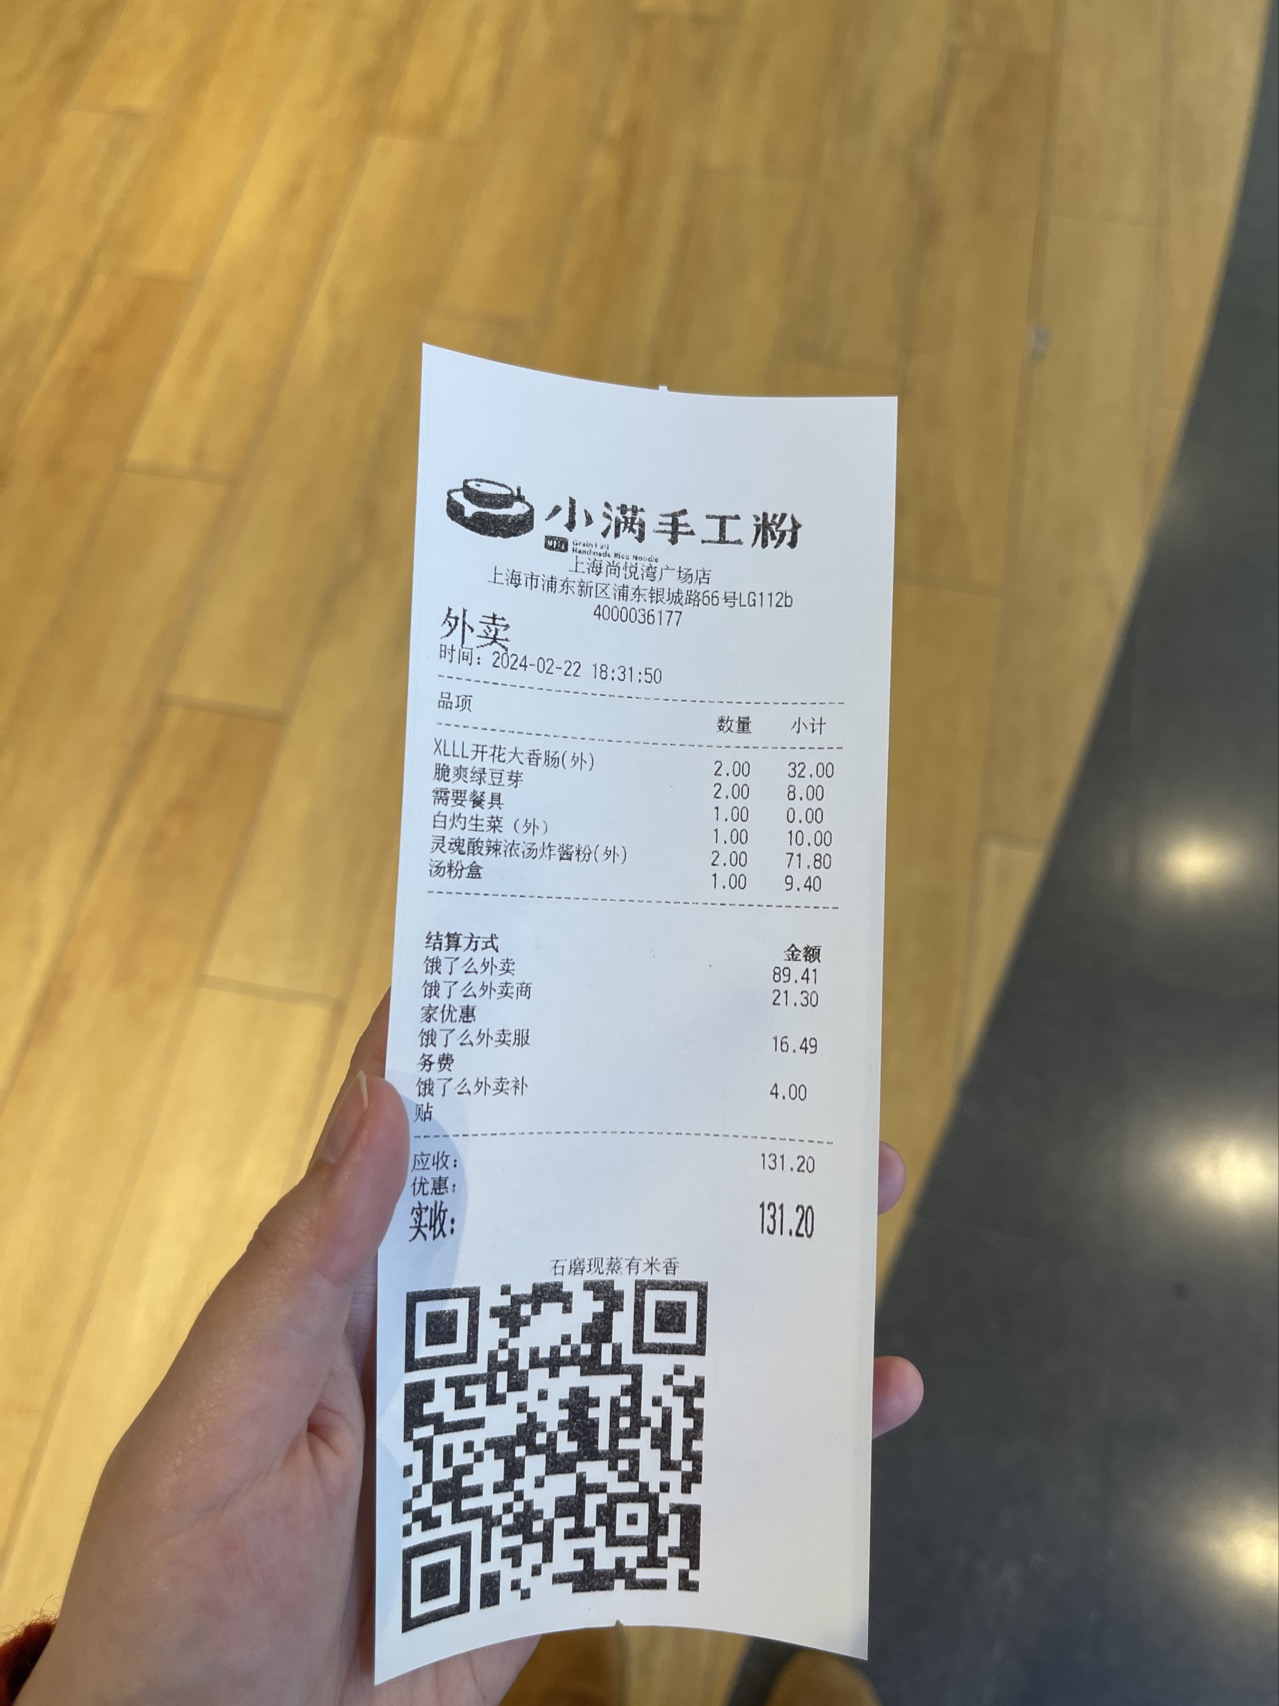 小满手工粉
Handmade Rice Noodle
上海尚悦湾广场店
上海市浦东新区浦东银城路66号LG112b
4000036177
外卖
时间：2024-02-22 18:31:50
品项 数量 小计
XLLL开花大香肠(外) 2.00 32.00
脆爽绿豆芽 2.00 8.00
需要餐具 1.00 0.00
白灼生菜（外） 1.00 10.00
灵魂酸辣浓汤炸酱粉(外) 2.00 71.80
汤粉盒 1.00 9.40
结算方式 金额
饿了么外卖 89.41
饿了么外卖商 21.30
家优惠
饿了么外卖服 16.49
务费
饿了么外卖补 4.00
贴
应收： 131.20
优惠：
实收： 131.20
石磨现蒸有米香